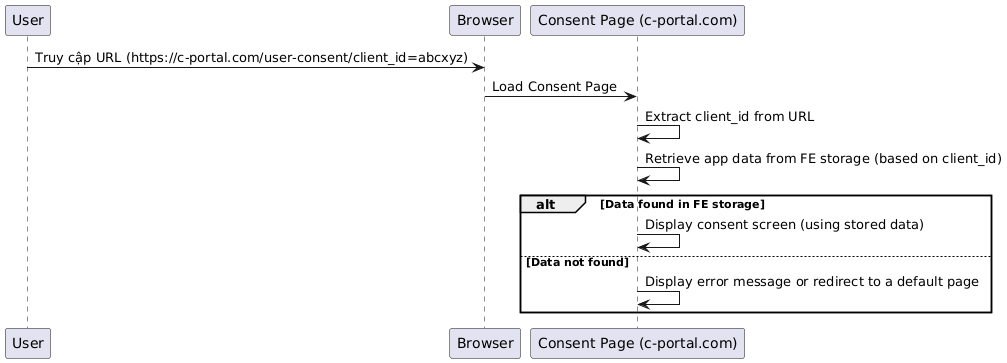 User
Browser
Consent Page (c-portal.com)
Truy cập URL (https://c-portal.com/user-consent/client_id=abcxyz)
Load Consent Page
Extract client_id from URL
Retrieve app data from FE storage (based on client_id)
alt
[Data found in FE storage]
Display consent screen (using stored data)
[Data not found]
Display error message or redirect to a default page
User
Browser
Consent Page (c-portal.com)